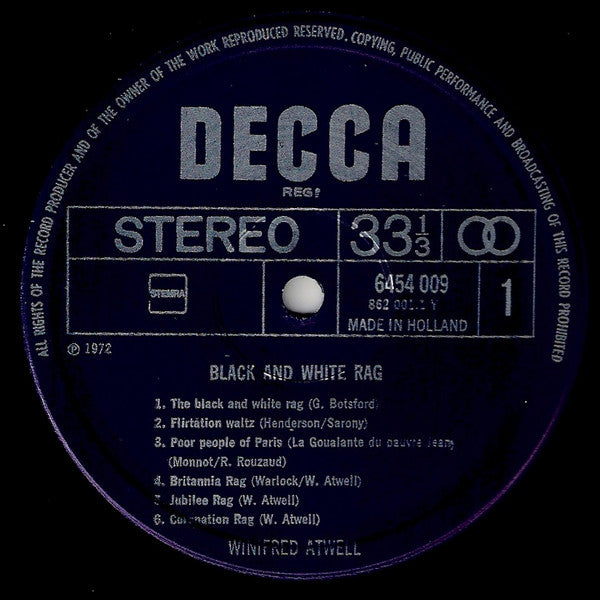 ALL RIGHTS OF THE RECORD PRODUCER AND OF THE OWNER OF THE WORK REPRODUCED RESERVED. COPYING, PUBLIC PERFORMANCE AND BROADCASTING OF THIS RECORD PROHIBITED
DECCA
REG!
STEREO 33 1/3
STEMRA 6454 009 1
MADE IN HOLLAND
℗ 1972
BLACK AND WHITE RAG
1. The black and white rag (G. Botsford)
2. Flirtation waltz (Henderson/Sarony)
3. Poor people of Paris (La Goualante du pauvre Jean)
(Monnot/R. Rouzaud)
4. Britannia Rag (Warlock/W. Atwell)
5. Jubilee Rag (W. Atwell)
6. Coronation Rag (W. Atwell)
WINIFRED ATWELL